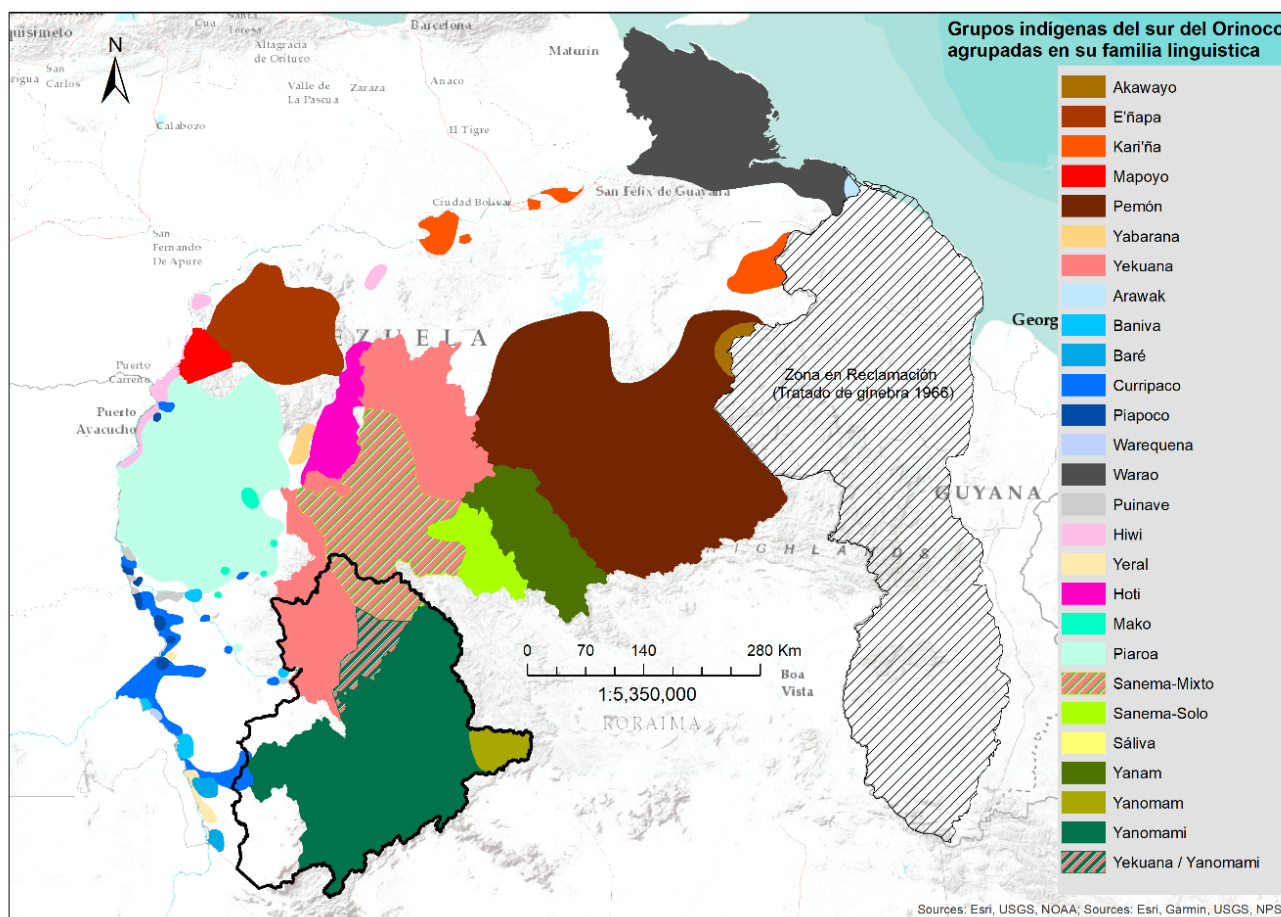 Grupos indígenas del sur del Orinoco
agrupadas en su familia linguistica
Akawayo
E'ñapa
Kari'ña
Mapoyo
Pemón
Yabarana
Yekuana
Arawak
Baniva
Baré
Curripaco
Piapoco
Warequena
Warao
Puinave
Hiwi
Yeral
Hoti
Mako
Piaroa
Sanema-Mixto
Sanema-Solo
Sáliva
Yanam
Yanomam
Yanomami
Yekuana / Yanomami
N
quisimeto
Cua
Teresa
Barcelona
Altagracia
de Orituco
Maturín
San
Carlos
rigua
Valle de
La Pascua
Zaraza
Anaco
Calabozo
El Tigre
San Félix de Guayana
Ciudad Bolívar
San
Fernando
De Apure
EZUELA
Georg
Puerto
Carreño
Puerto
Ayacucho
Zona en Reclamación
(Tratado de ginebra 1966)
GUYANA
HIGHLANDS
0 70 140 280 Km
1:5,350,000
Boa
Vista
RORAIMA
Sources: Esri, USGS, NOAA; Sources: Esri, Garmin, USGS, NPS